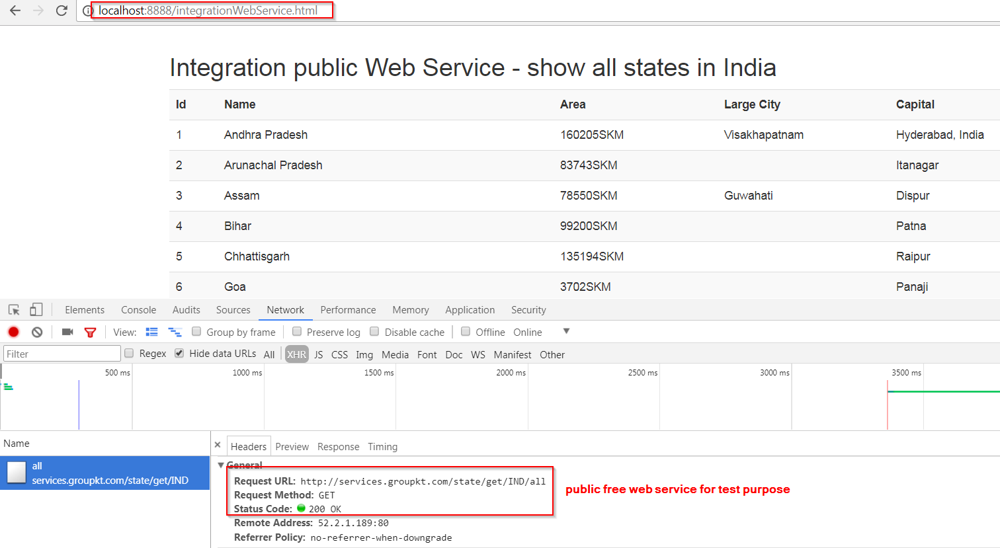 localhost:8888/integrationWebService.html
Integration public Web Service - show all states in India
Id Name Area Large City Capital
1 Andhra Pradesh 160205SKM Visakhapatnam Hyderabad, India
2 Arunachal Pradesh 83743SKM Itanagar
3 Assam 78550SKM Guwahati Dispur
4 Bihar 99200SKM Patna
5 Chhattisgarh 135194SKM Raipur
6 Goa 3702SKM Panaji
Elements Console Audits Sources Network Performance Memory Application Security
View: Group by frame Preserve log Disable cache Offline Online
Filter Regex Hide data URLs All XHR JS CSS Img Media Font Doc WS Manifest Other
500 ms 1000 ms 1500 ms 2000 ms 2500 ms 3000 ms 3500 ms
Name
all
services.groupkt.com/state/get/IND
Headers Preview Response Timing
General
Request URL: http://services.groupkt.com/state/get/IND/all
Request Method: GET
Status Code: 200 OK
Remote Address: 52.2.1.189:80
Referrer Policy: no-referrer-when-downgrade
public free web service for test purpose